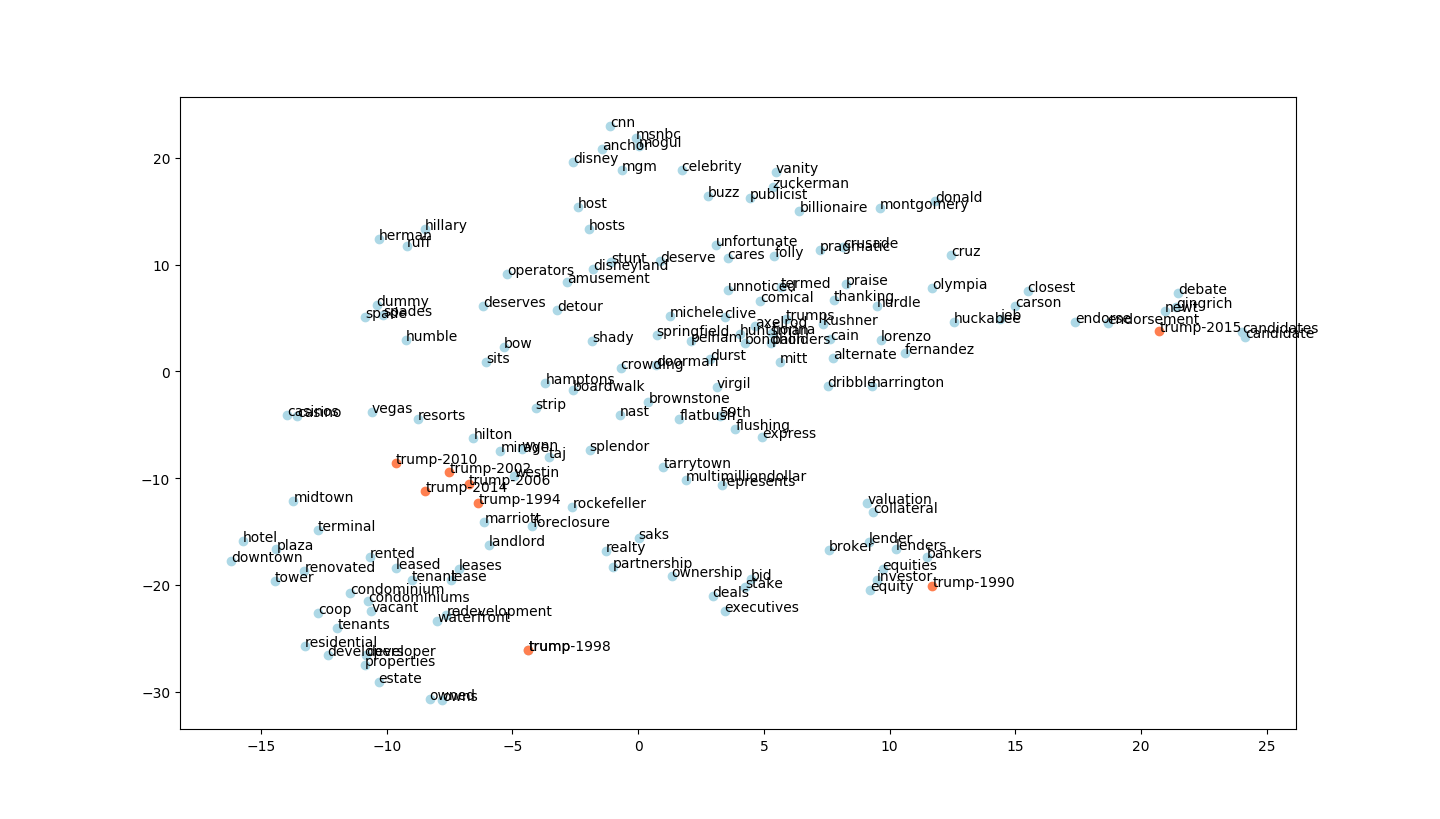 cnn
msnbc
mogul
anchor
disney
mgm
celebrity
vanity
zuckerman
buzz
publicist
donald
montgomery
billionaire
host
hosts
hillary
herman
ruff
unfortunate
crusade
pragmatic
cruz
cares
folly
stunt
deserve
disneyland
operators
amusement
unnoticed
termed
praise
olympia
closest
debate
thanking
comical
hurdle
carson
gingrich
newt
dummy
spade
spades
deserves
detour
michele
clive
trumps
kushner
axelrod
huckabee
jeb
endorse
endorsement
trump-2015
candidates
candidate
humble
bow
shady
springfield
pelham
huntsman
bondi
paul
builders
cain
lorenzo
fernandez
sits
crowding
doorman
durst
mitt
alternate
hamptons
boardwalk
virgil
dribble
harrington
brownstone
casinos
casino
vegas
resorts
strip
nast
flatbush
59th
flushing
express
hilton
mirage
wynn
taj
splendor
trump-2010
trump-2002
westin
trump-2006
trump-2014
trump-1994
tarrytown
multimilliondollar
represents
midtown
rockefeller
valuation
collateral
terminal
marriott
foreclosure
hotel
plaza
landlord
saks
realty
broker
lender
lenders
bankers
downtown
rented
renovated
leased
leases
tower
tenant
lease
partnership
ownership
bid
stake
equities
investor
equity
trump-1990
condominium
condominiums
deals
executives
coop
vacant
redevelopment
waterfront
tenants
residential
developers
developer
trump-1998
properties
estate
owned
owns
20
10
0
−10
−20
−30
−15
−10
−5
0
5
10
15
20
25